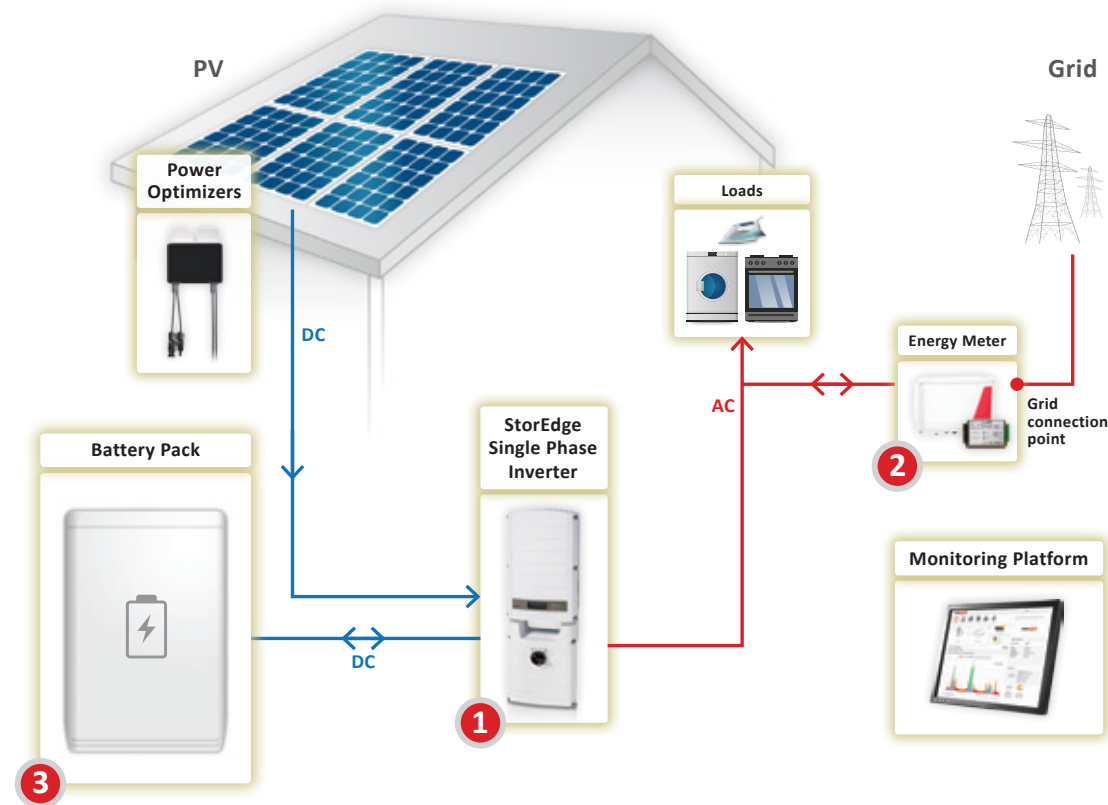 PV
Grid
Power
Optimizers
Loads
DC
Energy Meter
AC
Grid
connection
point
StorEdge
Single Phase
Inverter
Battery Pack
2
Monitoring Platform
DC
1
3